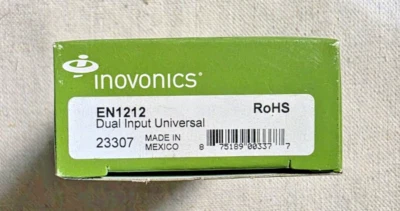 inovonics®
EN1212 RoHS
Dual Input Universal
23307 MADE IN MEXICO
8 75189 00337 7